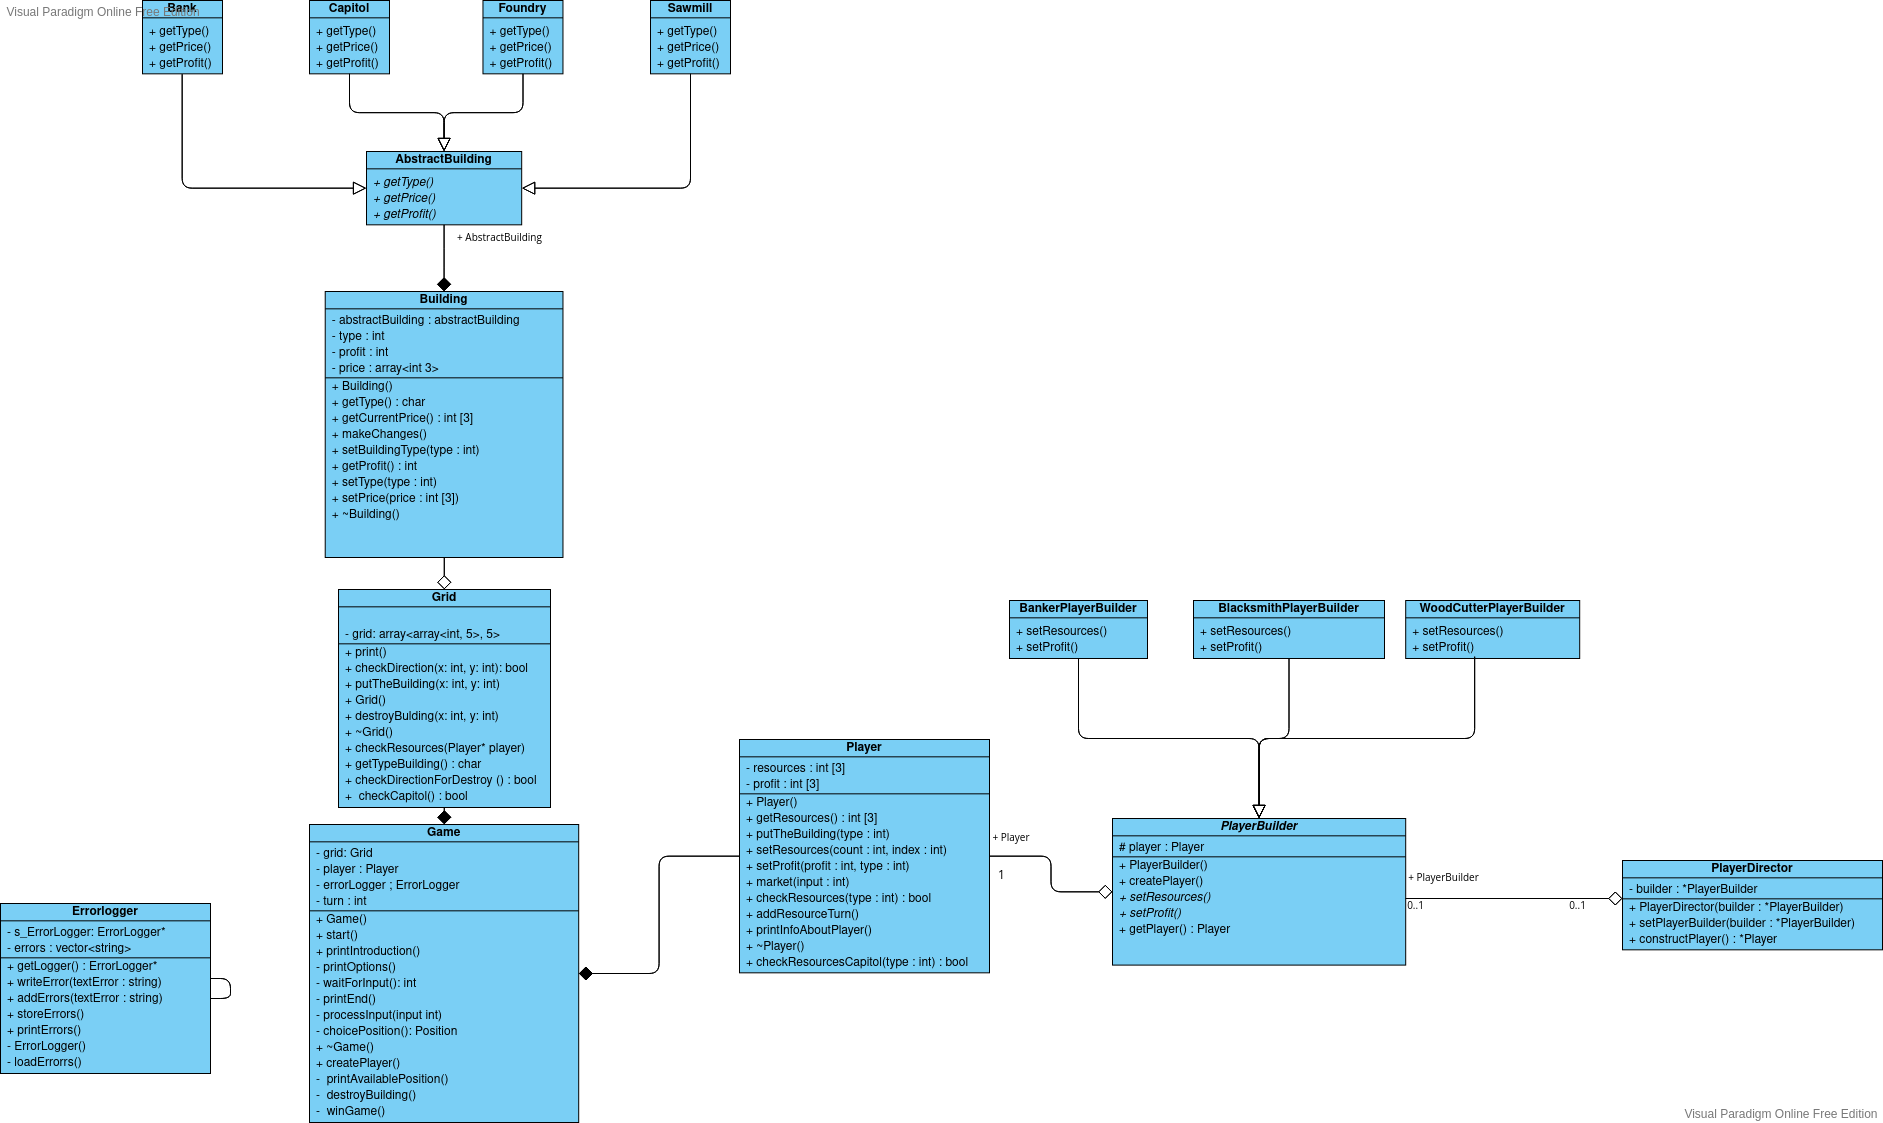 Visual Paradigm Online Free Edition
Bank
+ getType()
+ getPrice()
+ getProfit()
Capitol
+ getType()
+ getPrice()
+ getProfit()
Foundry
+ getType()
+ getPrice()
+ getProfit()
Sawmill
+ getType()
+ getPrice()
+ getProfit()
AbstractBuilding
+ getType()
+ getPrice()
+ getProfit()
+ AbstractBuilding
Building
- abstractBuilding : abstractBuilding
- type : int
- profit : int
- price : array<int 3>
+ Building()
+ getType() : char
+ getCurrentPrice() : int [3]
+ makeChanges()
+ setBuildingType(type : int)
+ getProfit() : int
+ setType(type : int)
+ setPrice(price : int [3])
+ ~Building()
Grid
- grid: array<array<int, 5>, 5>
+ print()
+ checkDirection(x: int, y: int): bool
+ putTheBuilding(x: int, y: int)
+ Grid()
+ destroyBulding(x: int, y: int)
+ ~Grid()
+ checkResources(Player* player)
+ getTypeBuilding() : char
+ checkDirectionForDestroy () : bool
+ checkCapitol() : bool
Game
- grid: Grid
- player : Player
- errorLogger ; ErrorLogger
- turn : int
+ Game()
+ start()
+ printIntroduction()
- printOptions()
- waitForInput(): int
- printEnd()
- processInput(input int)
- choicePosition(): Position
+ ~Game()
+ createPlayer()
- printAvailablePosition()
- destroyBuilding()
- winGame()
Errorlogger
- s_ErrorLogger: ErrorLogger*
- errors : vector<string>
+ getLogger() : ErrorLogger*
+ writeError(textError : string)
+ addErrors(textError : string)
+ storeErrors()
+ printErrors()
- ErrorLogger()
- loadErrorrs()
Player
- resources : int [3]
- profit : int [3]
+ Player()
+ getResources() : int [3]
+ putTheBuilding(type : int)
+ setResources(count : int, index : int)
+ setProfit(profit : int, type : int)
+ market(input : int)
+ checkResources(type : int) : bool
+ addResourceTurn()
+ printInfoAboutPlayer()
+ ~Player()
+ checkResourcesCapitol(type : int) : bool
+ Player
1
BankerPlayerBuilder
+ setResources()
+ setProfit()
BlacksmithPlayerBuilder
+ setResources()
+ setProfit()
WoodCutterPlayerBuilder
+ setResources()
+ setProfit()
PlayerBuilder
# player : Player
+ PlayerBuilder()
+ createPlayer()
+ setResources()
+ setProfit()
+ getPlayer() : Player
+ PlayerBuilder
0..1
0..1
PlayerDirector
- builder : *PlayerBuilder
+ PlayerDirector(builder : *PlayerBuilder)
+ setPlayerBuilder(builder : *PlayerBuilder)
+ constructPlayer() : *Player
Visual Paradigm Online Free Edition